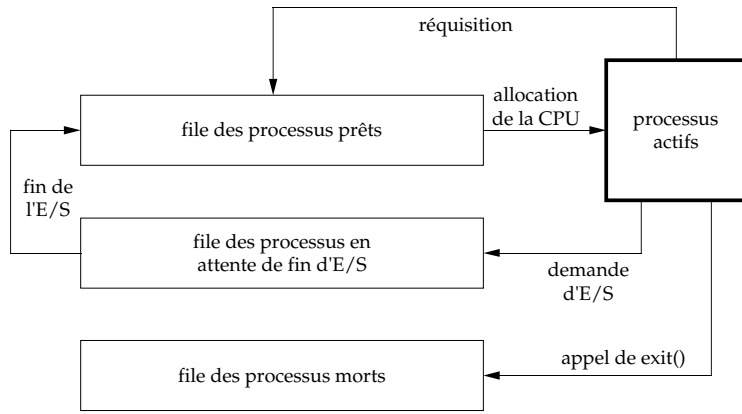 réquisition
file des processus prêts
allocation
de la CPU
processus
actifs
fin de
l'E/S
file des processus en
attente de fin d'E/S
demande
d'E/S
file des processus morts
appel de exit()